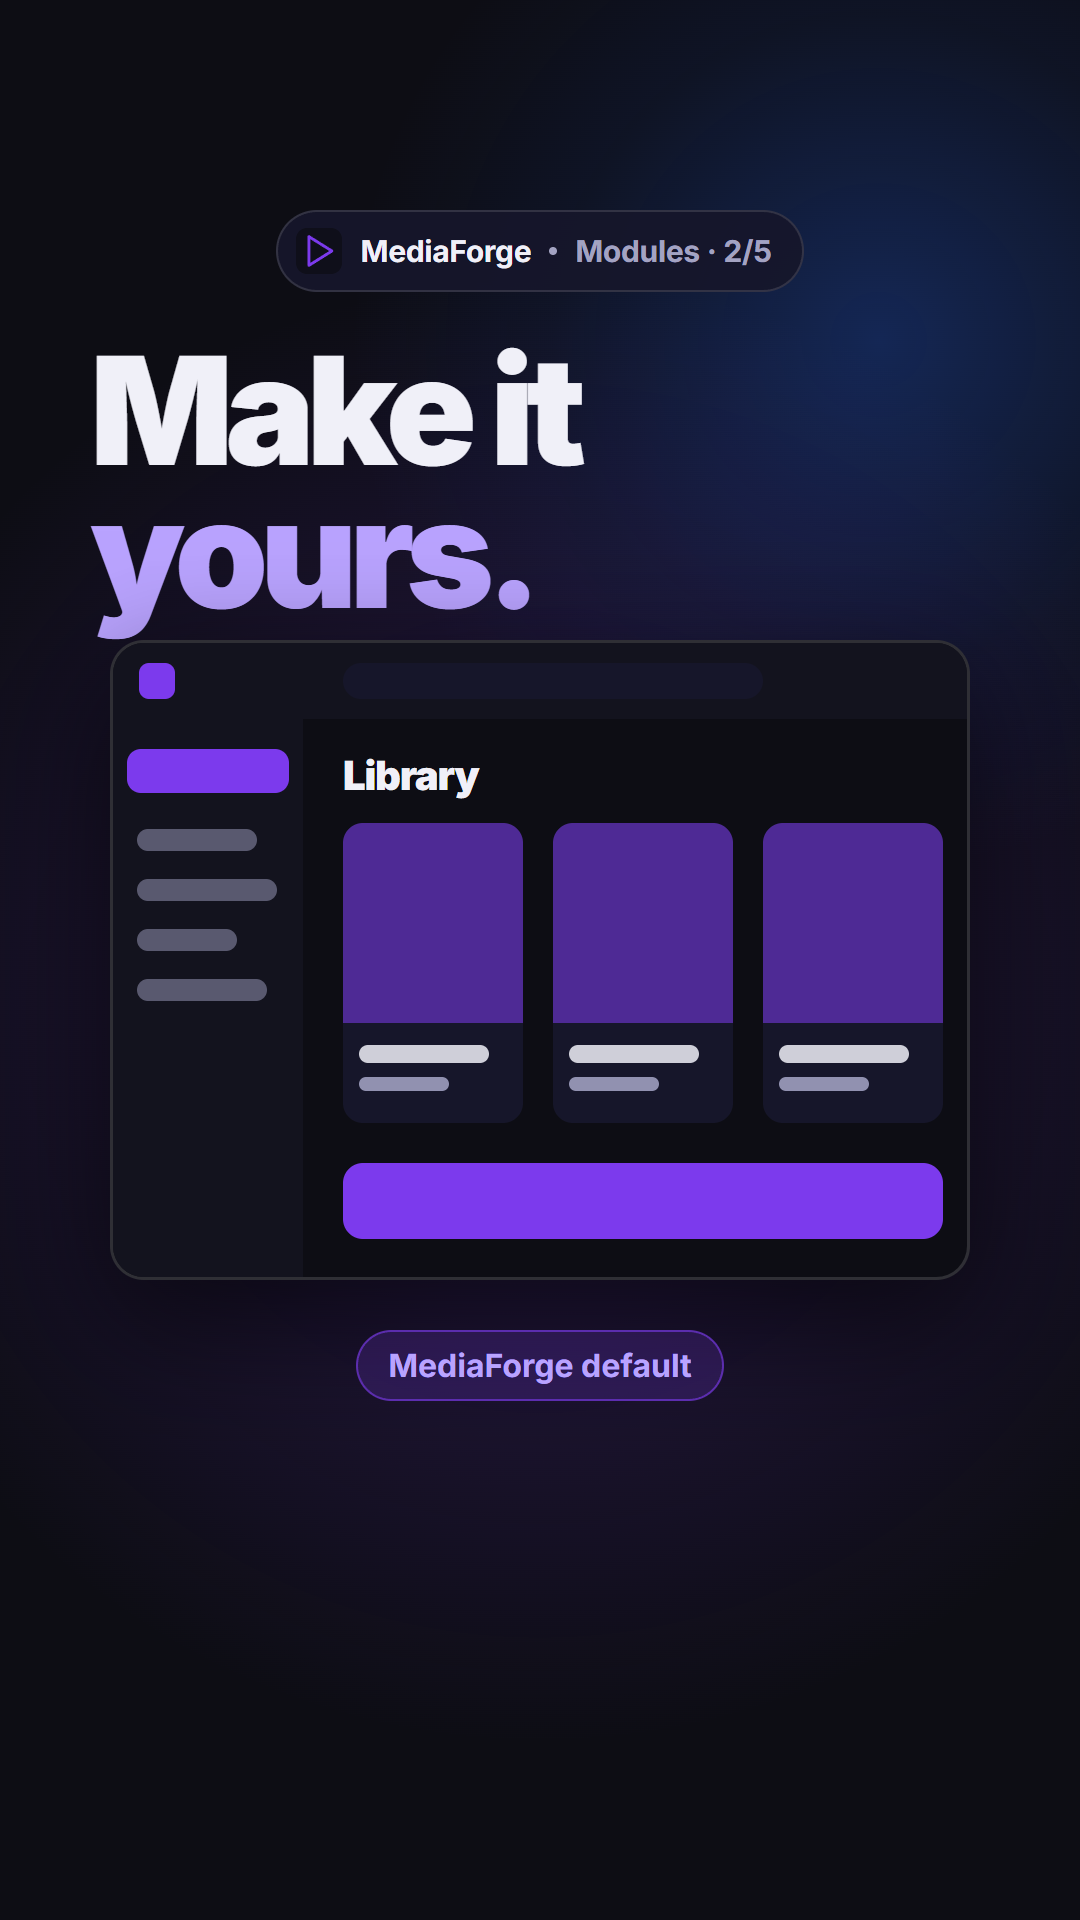 MediaForge • Modules · 2/5
Make it
yours.
Library
MediaForge default